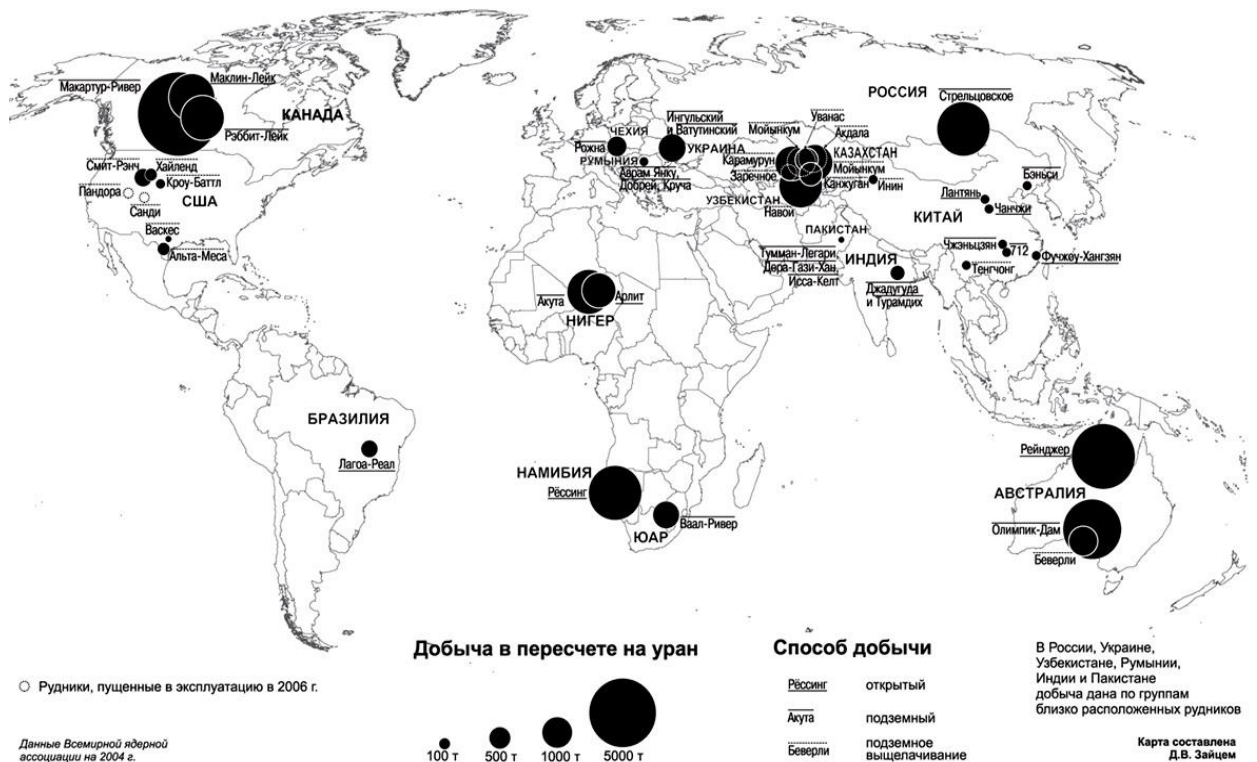 Макартур-Ривер
Маклин-Лейк
КАНАДА
Рэббит-Лейк
Смит-Рэнч
Хайленд
Кроу-Баттл
Пандора
США
Санди
Васкес
Альта-Меса
БРАЗИЛИЯ
Лагоа-Реал
ЧЕХИЯ
Рожна
РУМЫНИЯ
Аврам Янку,
Добрей, Круча
Ингульский
и Ватутинский
УКРАИНА
РОССИЯ
Стрельцовское
Уванас
Мойынкум
Акдала
Карамурун
КАЗАХСТАН
Мойынкум
Заречное
Канжуган
Инин
УЗБЕКИСТАН
Навои
ПАКИСТАН
Тумман-Легари,
Дера-Гази-Хан,
Исса-Келт
ИНДИЯ
Джадугуда
и Турамдих
КИТАЙ
Бэньси
Лантянь
Чанчжи
Чжэньцзян
712
Фучжоу-Хангзян
Тенгчонг
Акута
Арлит
НИГЕР
НАМИБИЯ
Рёссинг
Ваал-Ривер
ЮАР
Рейнджер
АВСТРАЛИЯ
Олимпик-Дам
Беверли
Рудники, пущенные в эксплуатацию в 2006 г.
Данные Всемирной ядерной
ассоциации на 2004 г.
Добыча в пересчете на уран
100 т
500 т
1000 т
5000 т
Способ добычи
Рёссинг открытый
Акута подземный
Беверли подземное
выщелачивание
В России, Украине,
Узбекистане, Румынии,
Индии и Пакистане
добыча дана по группам
близко расположенных рудников
Карта составлена
Д.В. Зайцем